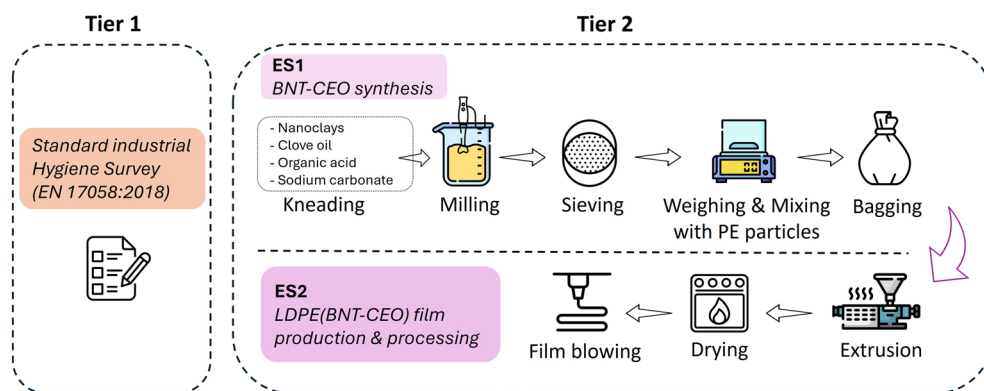 Tier 1
Standard industrial
Hygiene Survey
(EN 17058:2018)
Tier 2
ES1
BNT-CEO synthesis
- Nanoclays
- Clove oil
- Organic acid
- Sodium carbonate
Kneading
Milling
Sieving
Weighing & Mixing
with PE particles
Bagging
ES2
LDPE(BNT-CEO) film
production & processing
Film blowing
Drying
Extrusion